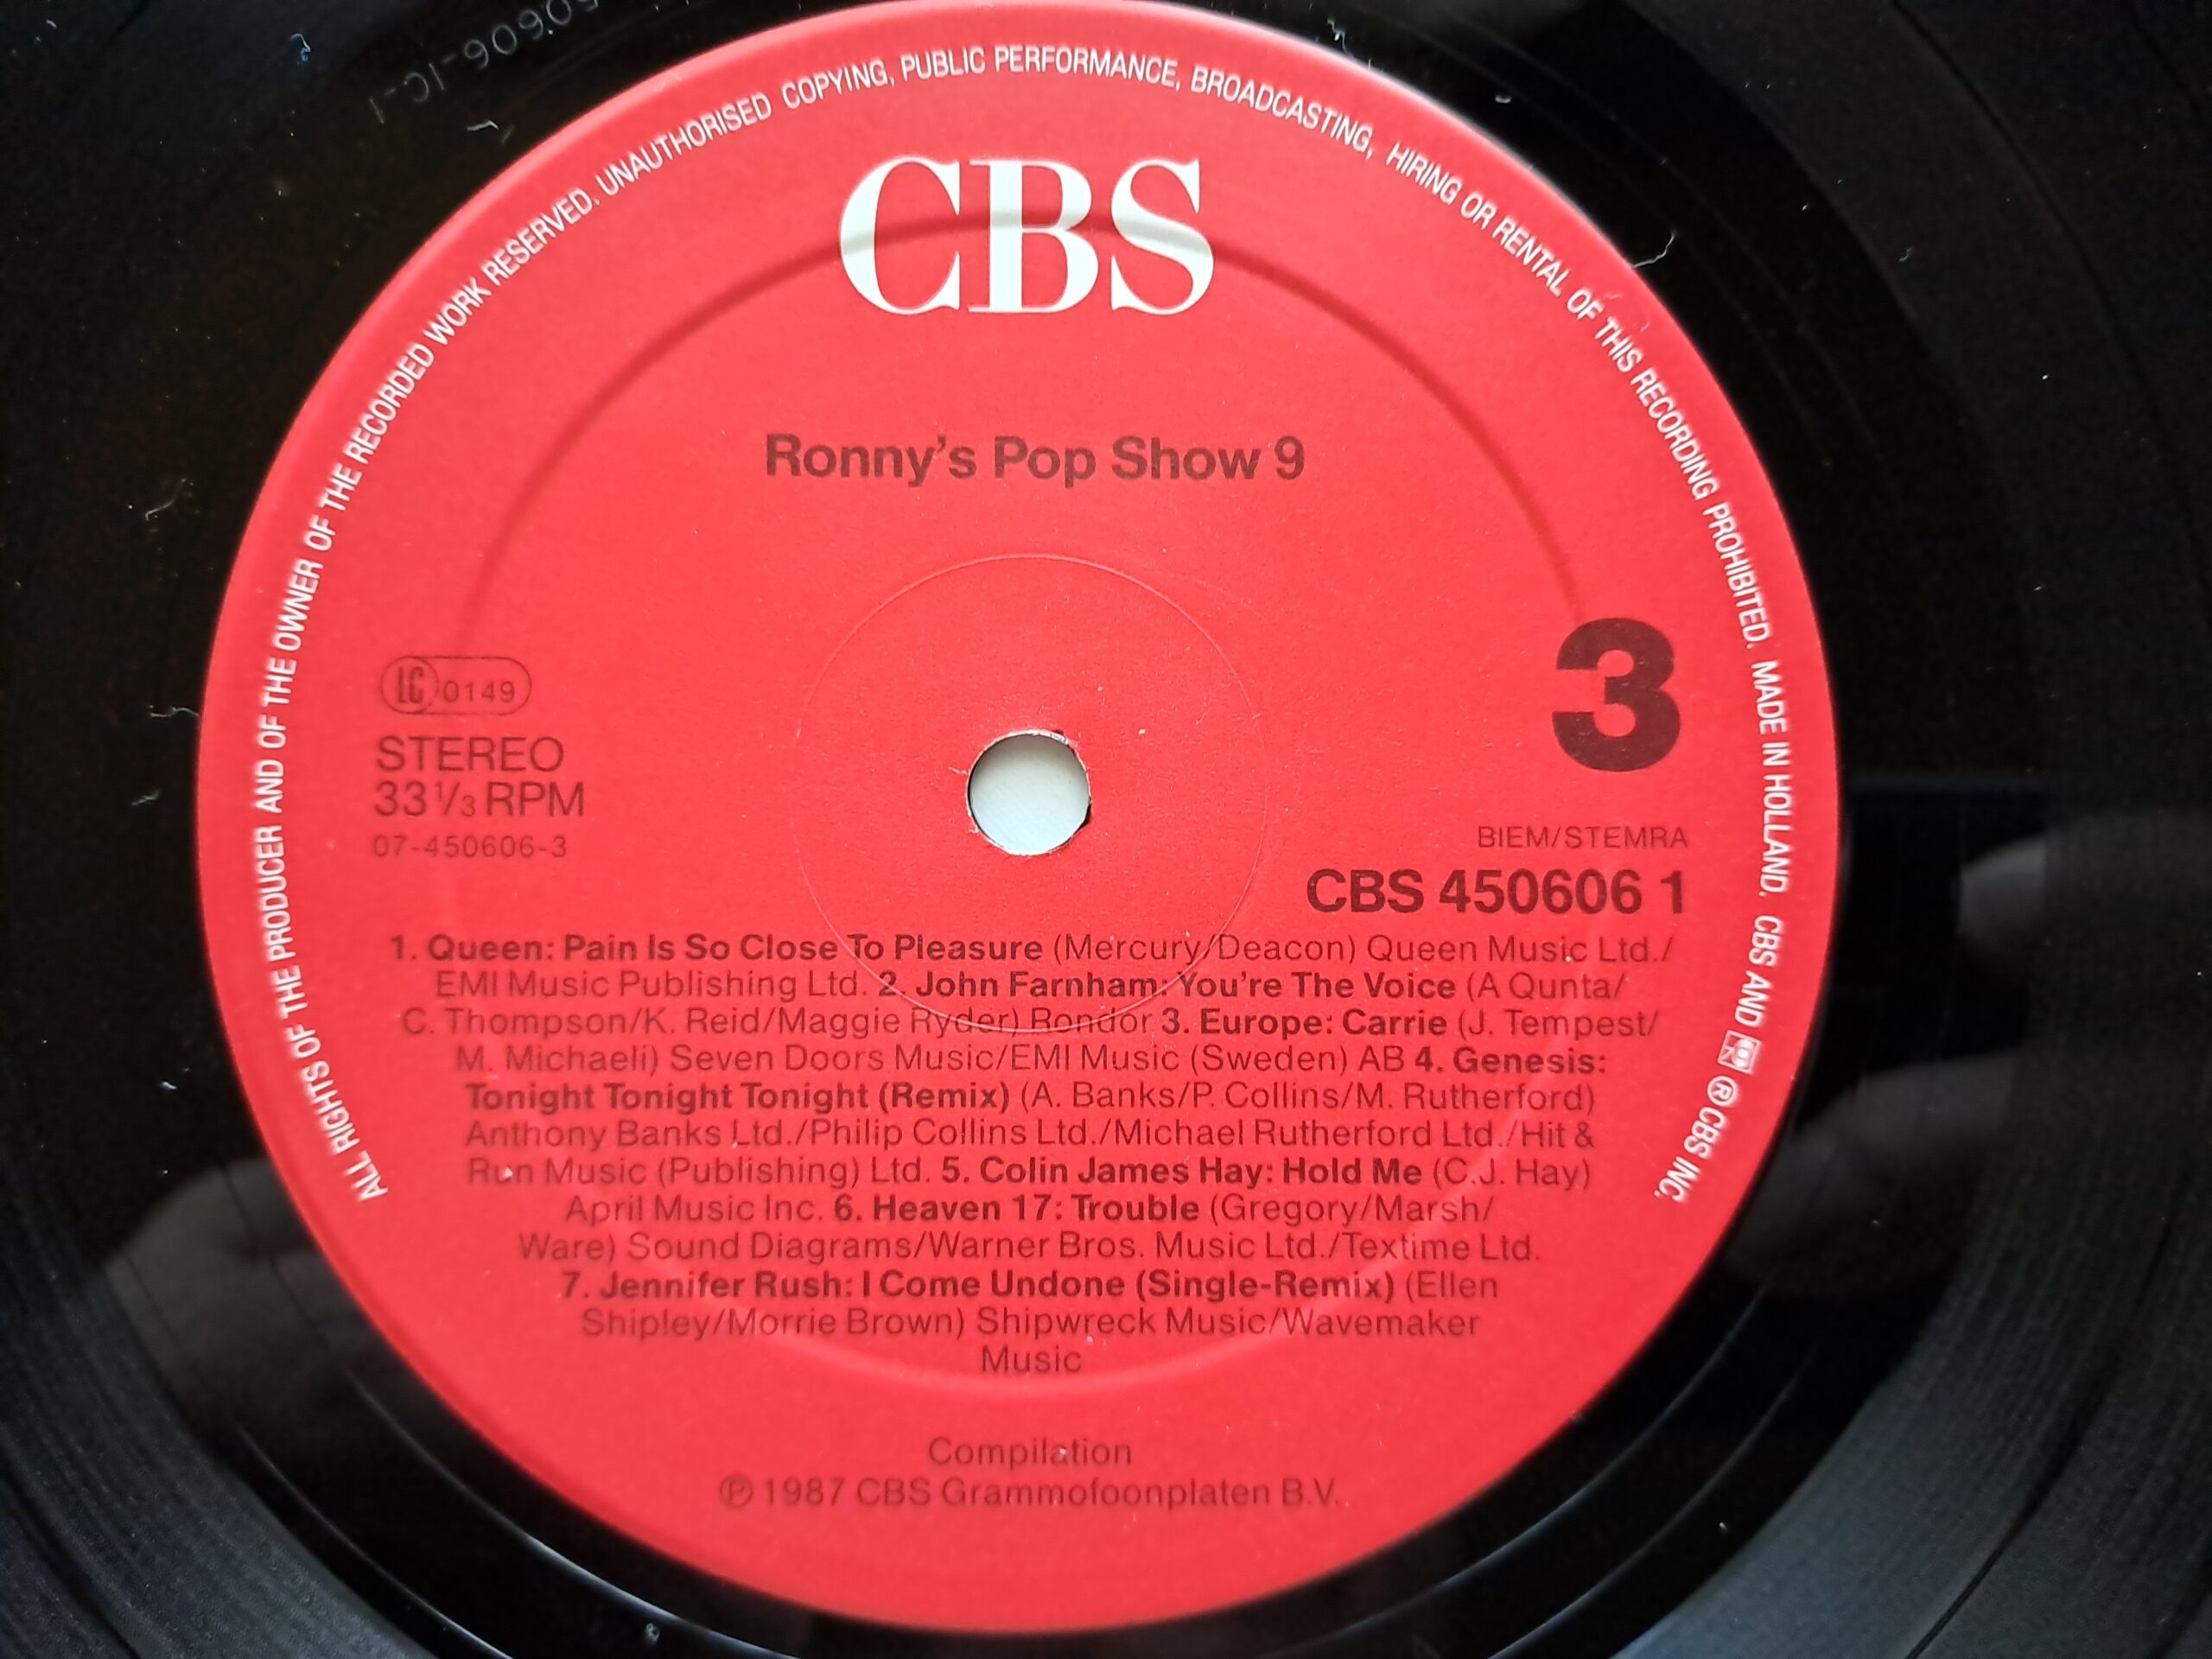 50606-1C-1
ALL RIGHTS OF THE PRODUCER AND OF THE OWNER OF THE RECORDED WORK RESERVED. UNAUTHORISED COPYING, PUBLIC PERFORMANCE, BROADCASTING, HIRING OR RENTAL OF THIS RECORDING PROHIBITED. MADE IN HOLLAND. CBS AND ® CBS INC.
CBS
Ronny's Pop Show 9
3
LC 0149
STEREO
33 1/3 RPM
07-450606-3
BIEM/STEMRA
CBS 450606 1
1. Queen: Pain Is So Close To Pleasure (Mercury/Deacon) Queen Music Ltd./
EMI Music Publishing Ltd. 2. John Farnham: You're The Voice (A Qunta/
C. Thompson/K. Reid/Maggie Ryder) Rondor 3. Europe: Carrie (J. Tempest/
M. Michaeli) Seven Doors Music/EMI Music (Sweden) AB 4. Genesis:
Tonight Tonight Tonight (Remix) (A. Banks/P. Collins/M. Rutherford)
Anthony Banks Ltd./Philip Collins Ltd./Michael Rutherford Ltd./Hit &
Run Music (Publishing) Ltd. 5. Colin James Hay: Hold Me (C.J. Hay)
April Music Inc. 6. Heaven 17: Trouble (Gregory/Marsh/
Ware) Sound Diagrams/Warner Bros. Music Ltd./Textime Ltd.
7. Jennifer Rush: I Come Undone (Single-Remix) (Ellen
Shipley/Morrie Brown) Shipwreck Music/Wavemaker
Music
Compilation
℗ 1987 CBS Grammofoonplaten B.V.